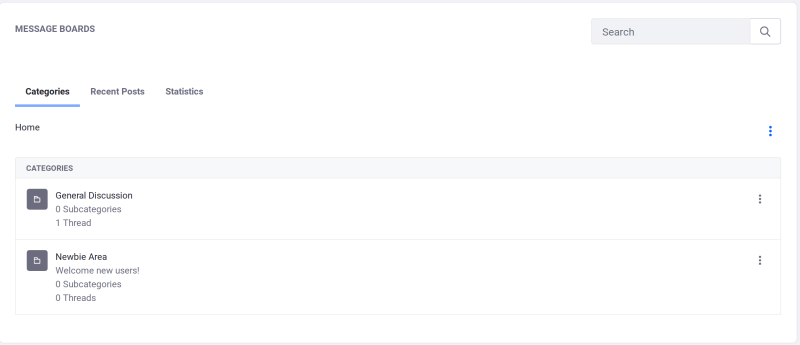 MESSAGE BOARDS
Search
Categories Recent Posts Statistics
Home
CATEGORIES
General Discussion
0 Subcategories
1 Thread
Newbie Area
Welcome new users!
0 Subcategories
0 Threads